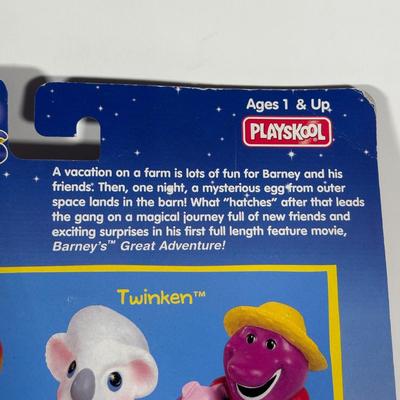 Ages 1 & Up
PLAYSKOOL
A vacation on a farm is lots of fun for Barney and his
friends. Then, one night, a mysterious egg from outer
space lands in the barn! What "hatches" after that leads
the gang on a magical journey full of new friends and
exciting surprises in his first full length feature movie,
Barney's™ Great Adventure!
Twinken™